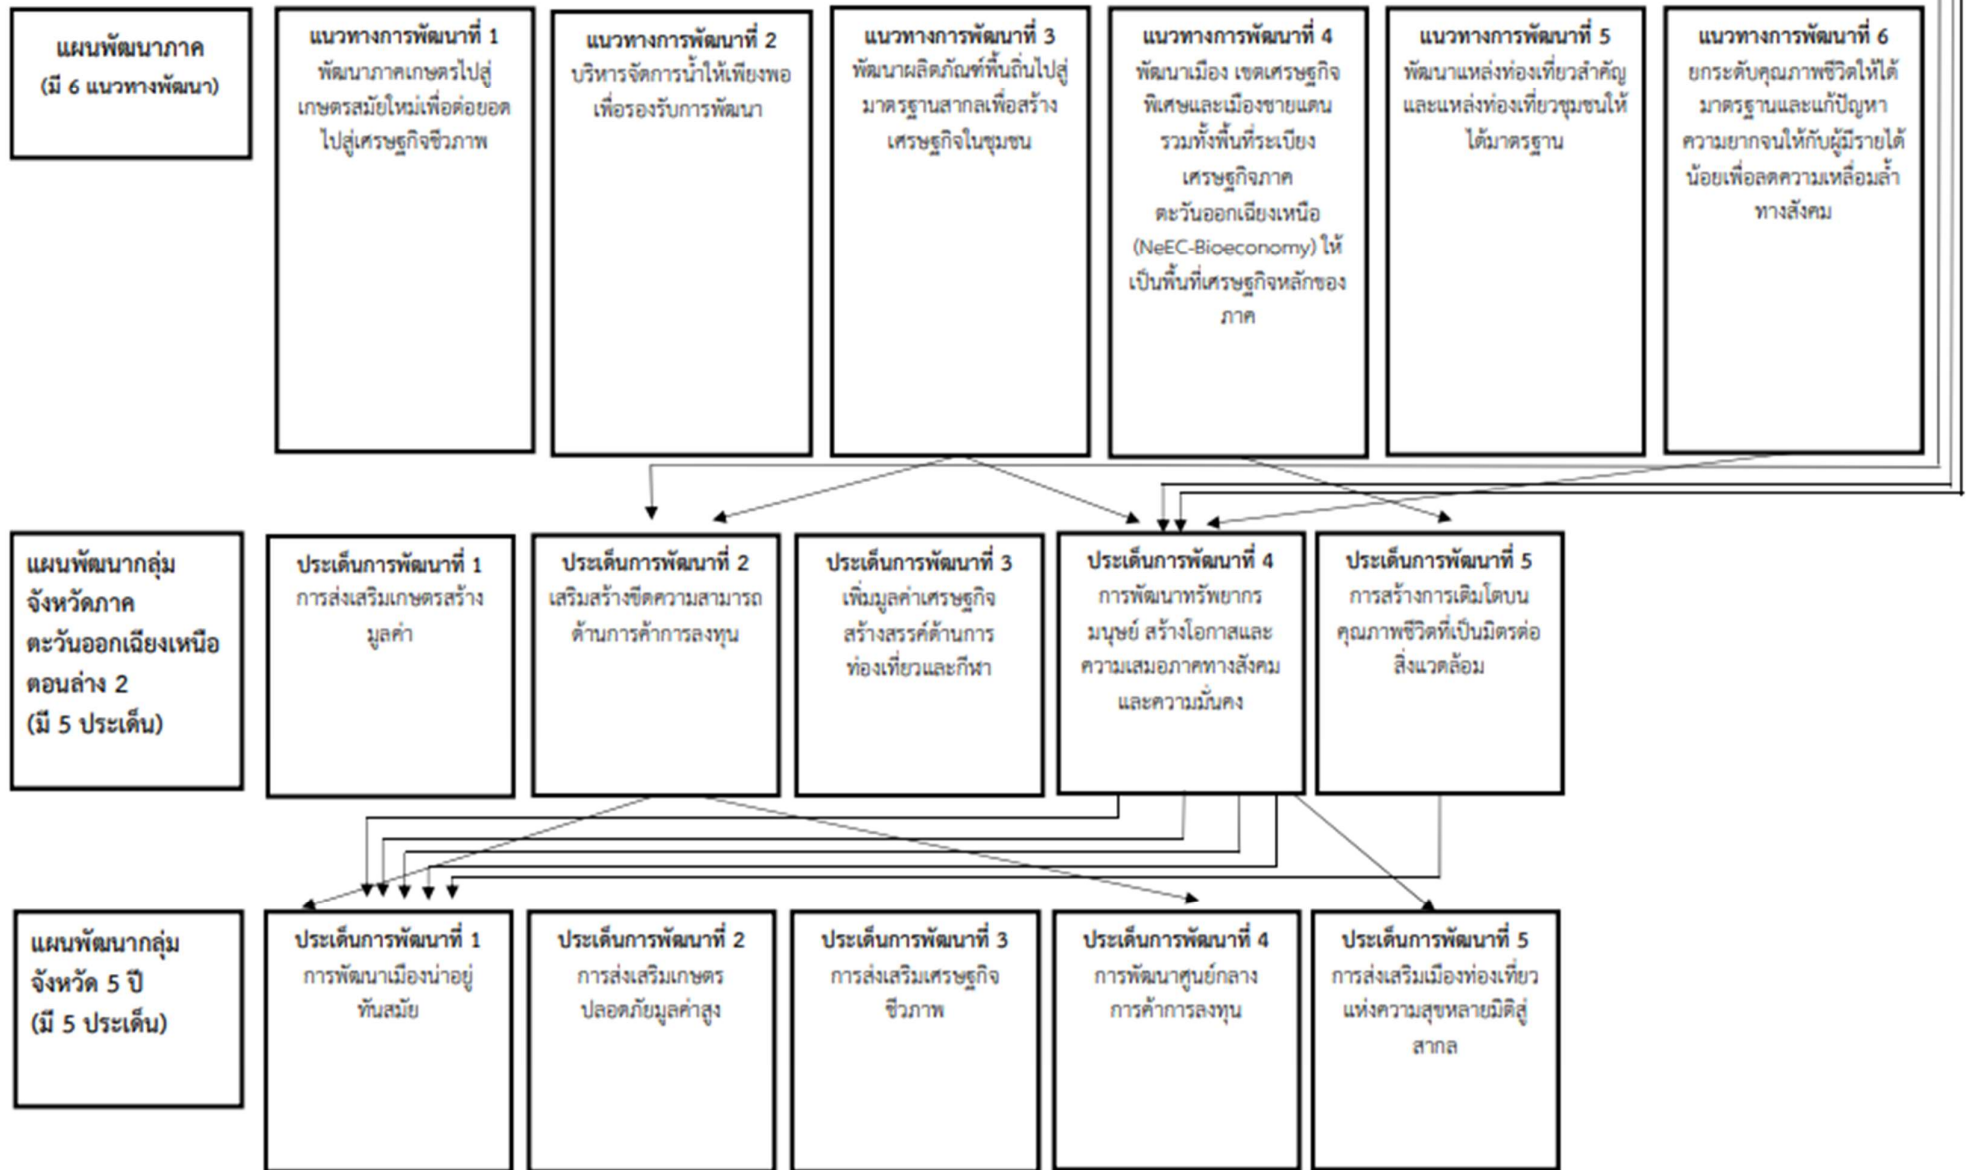 แผนพัฒนาภาค
(มี 6 แนวทางพัฒนา)
แนวทางการพัฒนาที่ 1
พัฒนาภาคเกษตรไปสู่
เกษตรสมัยใหม่เพื่อต่อยอด
ไปสู่เศรษฐกิจชีวภาพ
แนวทางการพัฒนาที่ 2
บริหารจัดการน้ำให้เพียงพอ
เพื่อรองรับการพัฒนา
แนวทางการพัฒนาที่ 3
พัฒนาผลิตภัณฑ์พื้นถิ่นไปสู่
มาตรฐานสากลเพื่อสร้าง
เศรษฐกิจในชุมชน
แนวทางการพัฒนาที่ 4
พัฒนาเมือง เขตเศรษฐกิจ
พิเศษและเมืองชายแดน
รวมทั้งพื้นที่ระเบียง
เศรษฐกิจภาค
ตะวันออกเฉียงเหนือ
(NeEC-Bioeconomy) ให้
เป็นพื้นที่เศรษฐกิจหลักของ
ภาค
แนวทางการพัฒนาที่ 5
พัฒนาแหล่งท่องเที่ยวสำคัญ
และแหล่งท่องเที่ยวชุมชนให้
ได้มาตรฐาน
แนวทางการพัฒนาที่ 6
ยกระดับคุณภาพชีวิตให้ได้
มาตรฐานและแก้ปัญหา
ความยากจนให้กับผู้มีรายได้
น้อยเพื่อลดความเหลื่อมล้ำ
ทางสังคม
แผนพัฒนากลุ่ม
จังหวัดภาค
ตะวันออกเฉียงเหนือ
ตอนล่าง 2
(มี 5 ประเด็น)
ประเด็นการพัฒนาที่ 1
การส่งเสริมเกษตรสร้าง
มูลค่า
ประเด็นการพัฒนาที่ 2
เสริมสร้างขีดความสามารถ
ด้านการค้าการลงทุน
ประเด็นการพัฒนาที่ 3
เพิ่มมูลค่าเศรษฐกิจ
สร้างสรรค์ด้านการ
ท่องเที่ยวและกีฬา
ประเด็นการพัฒนาที่ 4
การพัฒนาทรัพยากร
มนุษย์ สร้างโอกาสและ
ความเสมอภาคทางสังคม
และความมั่นคง
ประเด็นการพัฒนาที่ 5
การสร้างการเติมโตบน
คุณภาพชีวิตที่เป็นมิตรต่อ
สิ่งแวดล้อม
แผนพัฒนากลุ่ม
จังหวัด 5 ปี
(มี 5 ประเด็น)
ประเด็นการพัฒนาที่ 1
การพัฒนาเมืองน่าอยู่
ทันสมัย
ประเด็นการพัฒนาที่ 2
การส่งเสริมเกษตร
ปลอดภัยมูลค่าสูง
ประเด็นการพัฒนาที่ 3
การส่งเสริมเศรษฐกิจ
ชีวภาพ
ประเด็นการพัฒนาที่ 4
การพัฒนาศูนย์กลาง
การค้าการลงทุน
ประเด็นการพัฒนาที่ 5
การส่งเสริมเมืองท่องเที่ยว
แห่งความสุขหลายมิติสู่
สากล